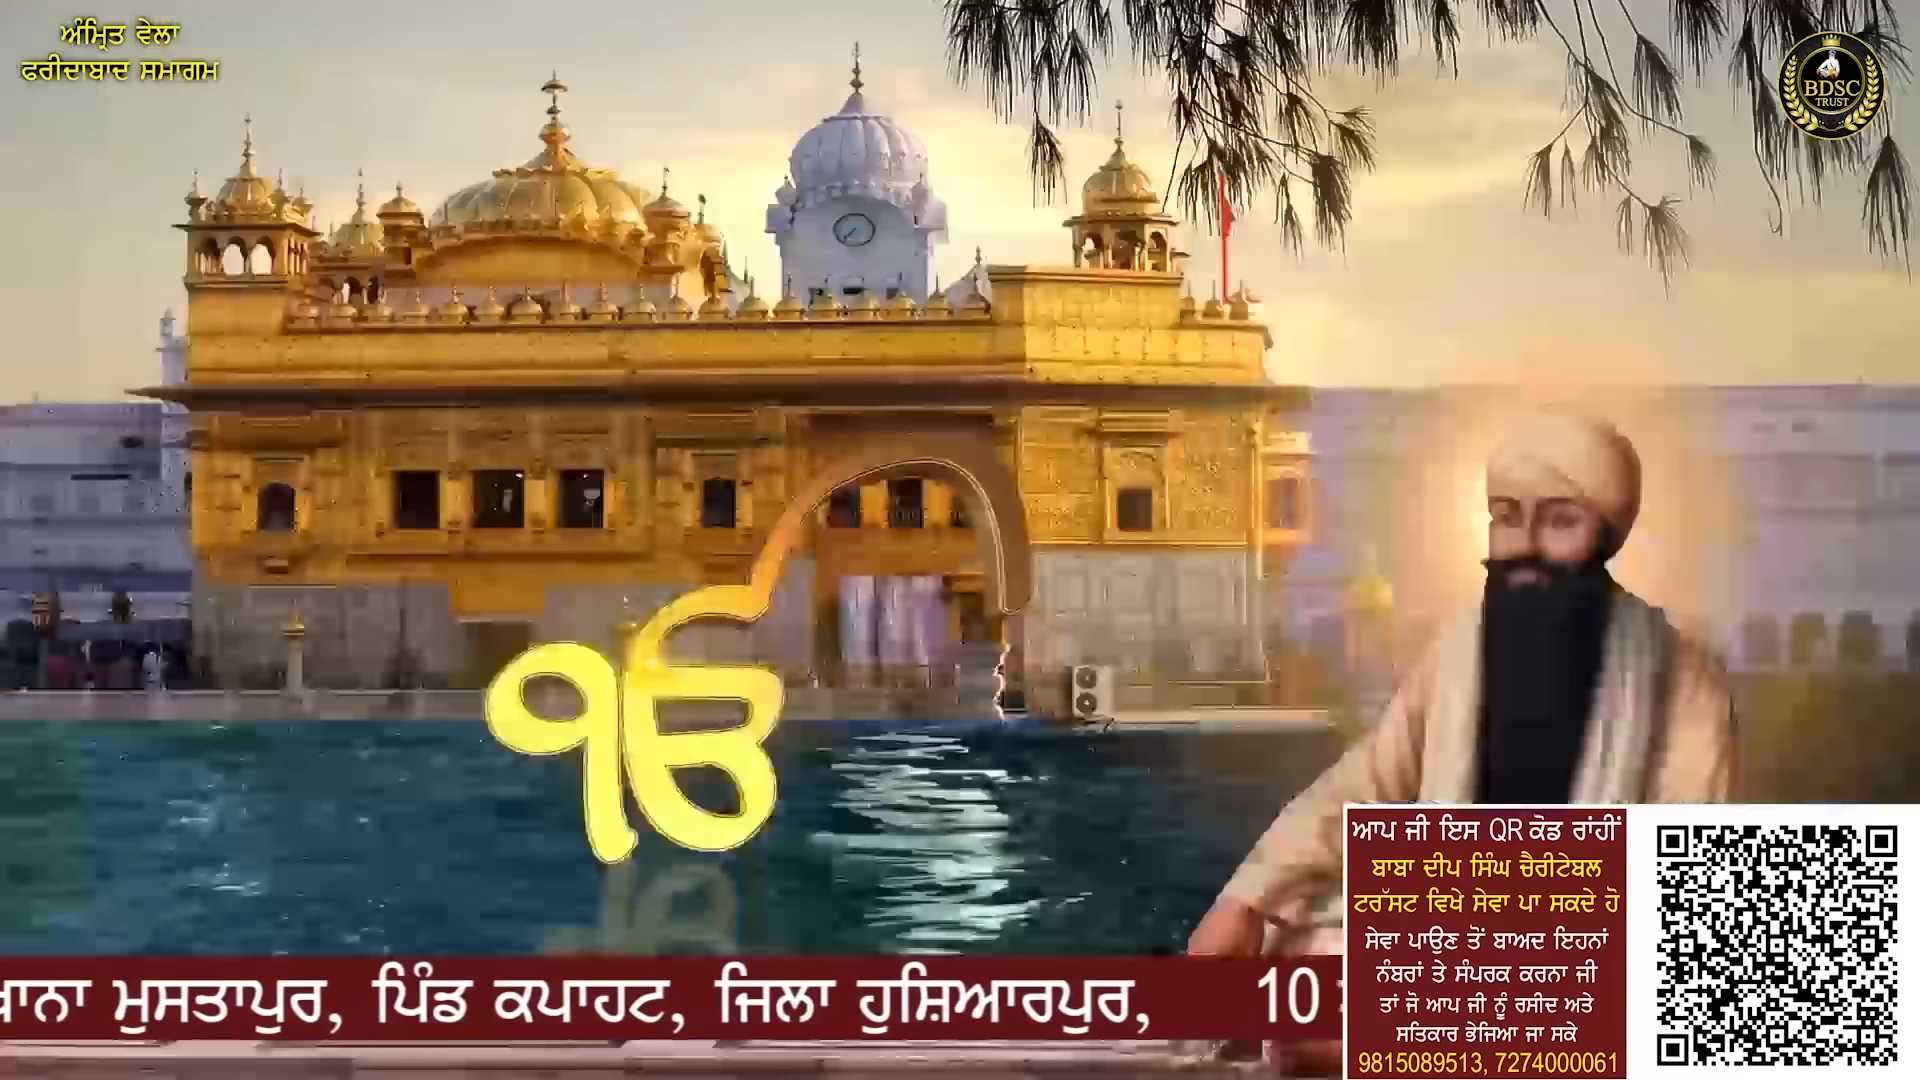 ਅੰਮ੍ਰਿਤ ਵੇਲਾ
ਫਰੀਦਾਬਾਦ ਸਮਾਗਮ
BDSC
TRUST
ੴ
ਮੁਸਤਾਪੁਰ, ਪਿੰਡ ਕਪਾਹਟ, ਜਿਲਾ ਹੁਸ਼ਿਆਰਪੁਰ, 10
ਆਪ ਜੀ ਇਸ QR ਕੋਡ ਰਾਂਹੀਂ
ਬਾਬਾ ਦੀਪ ਸਿੰਘ ਚੈਰੀਟੇਬਲ
ਟਰੱਸਟ ਵਿਖੇ ਸੇਵਾ ਪਾ ਸਕਦੇ ਹੋ
ਸੇਵਾ ਪਾਉਣ ਤੋਂ ਬਾਅਦ ਇਹਨਾਂ
ਨੰਬਰਾਂ ਤੇ ਸੰਪਰਕ ਕਰਨਾ ਜੀ
ਤਾਂ ਜੋ ਆਪ ਜੀ ਨੂੰ ਰਸੀਦ ਅਤੇ
ਸਤਿਕਾਰ ਭੇਜਿਆ ਜਾ ਸਕੇ
9815089513, 7274000061